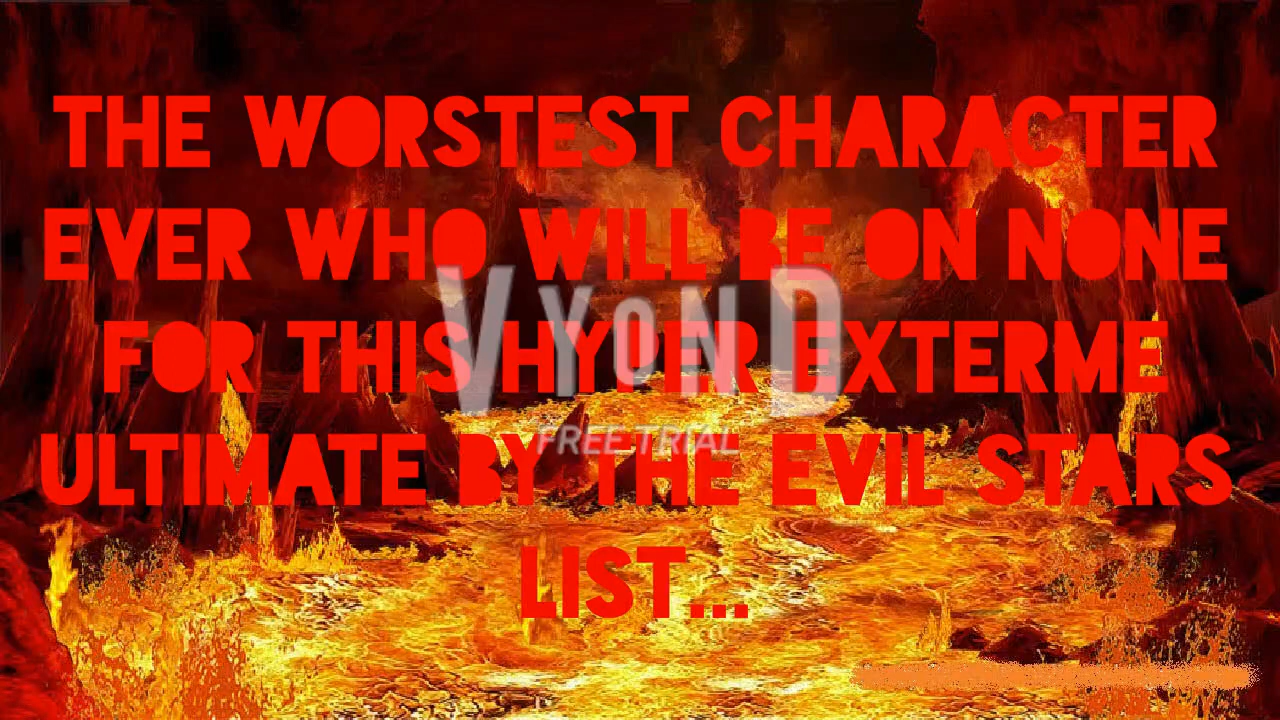 THE WORSTEST CHARACTER
EVER WHO WILL BE ON NONE
FOR THIS HYPER EXTERME
ULTIMATE BY THE EVIL STARS
LIST...
VYOND
FREE TRIAL